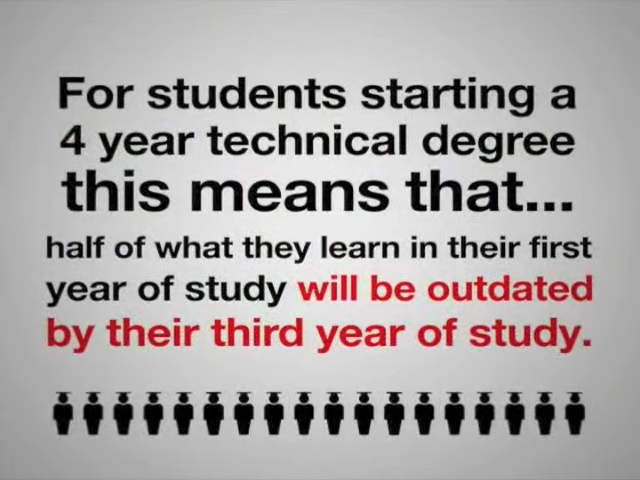 For students starting a
4 year technical degree
this means that...
half of what they learn in their first
year of study will be outdated
by their third year of study.